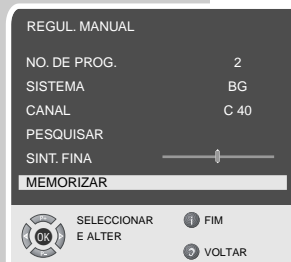 REGUL. MANUAL
NO. DE PROG. 2
SISTEMA BG
CANAL C 40
PESQUISAR
SINT. FINA
MEMORIZAR
SELECCIONAR
E ALTER
OK
i FIM
VOLTAR